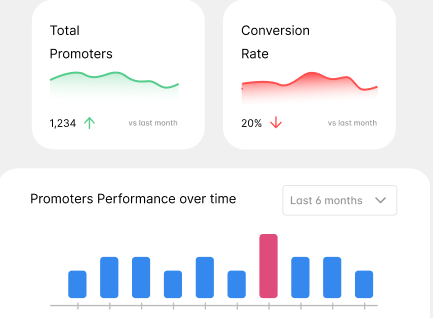 Total
Promoters
1,234
vs last month
Conversion
Rate
20%
vs last month
Promoters Performance over time
Last 6 months